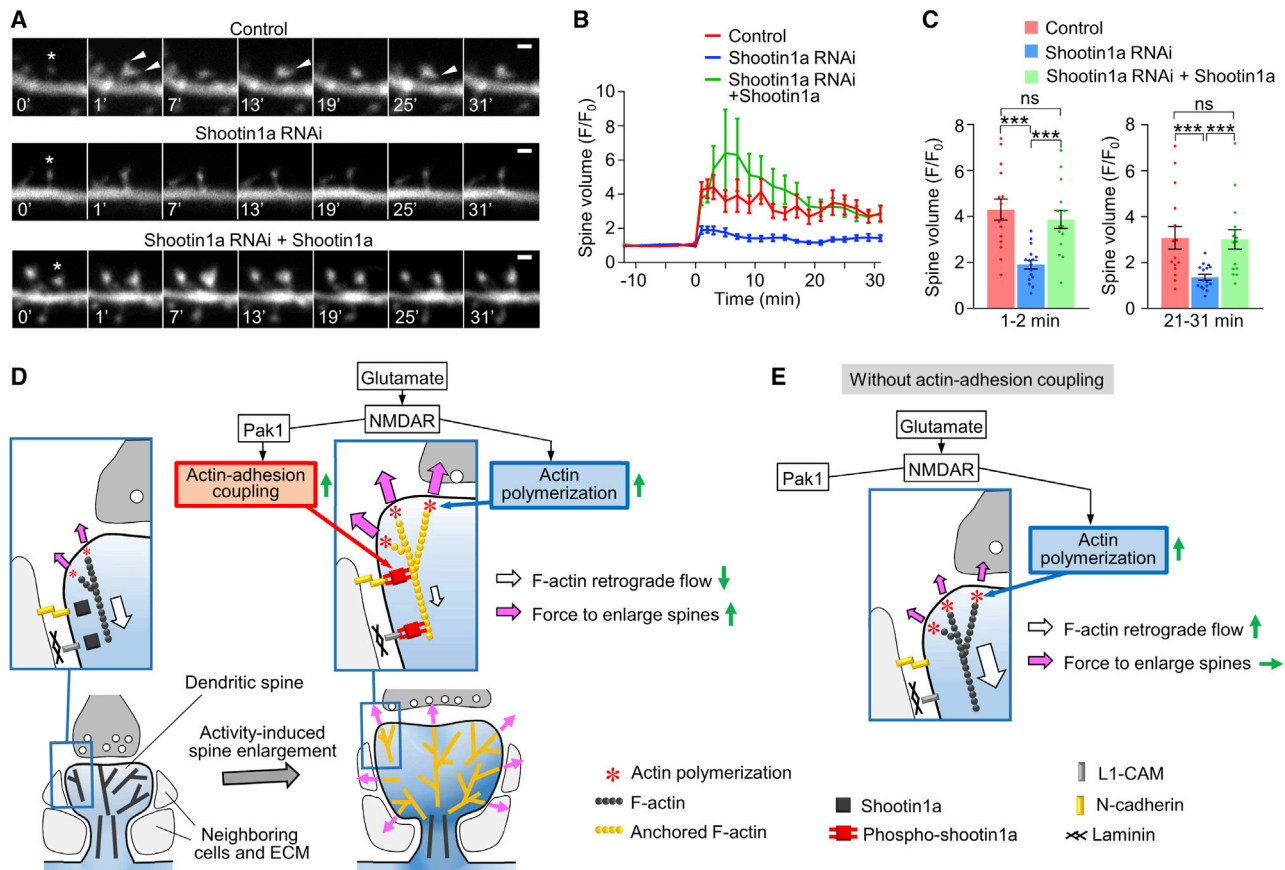 A
Control
*
0' 1' 7' 13' 19' 25' 31'
Shootin1a RNAi
*
0' 1' 7' 13' 19' 25' 31'
Shootin1a RNAi + Shootin1a
*
0' 1' 7' 13' 19' 25' 31'
B
Control
Shootin1a RNAi
Shootin1a RNAi
+Shootin1a
Spine volume (F/F0)
10
8
6
4
2
0
-10 0 10 20 30
Time (min)
C
Control
Shootin1a RNAi
Shootin1a RNAi + Shootin1a
ns
*** ***
Spine volume (F/F0)
8
6
4
2
0
1-2 min
ns
*** ***
Spine volume (F/F0)
8
6
4
2
0
21-31 min
D
Glutamate
NMDAR
Pak1
Actin-adhesion
coupling
Actin
polymerization
* *
* * *
F-actin retrograde flow
Force to enlarge spines
Dendritic spine
Activity-induced
spine enlargement
Neighboring
cells and ECM
E
Without actin-adhesion coupling
Glutamate
NMDAR
Pak1
Actin
polymerization
* * *
F-actin retrograde flow
Force to enlarge spines
* Actin polymerization
F-actin
Anchored F-actin
Shootin1a
Phospho-shootin1a
L1-CAM
N-cadherin
Laminin